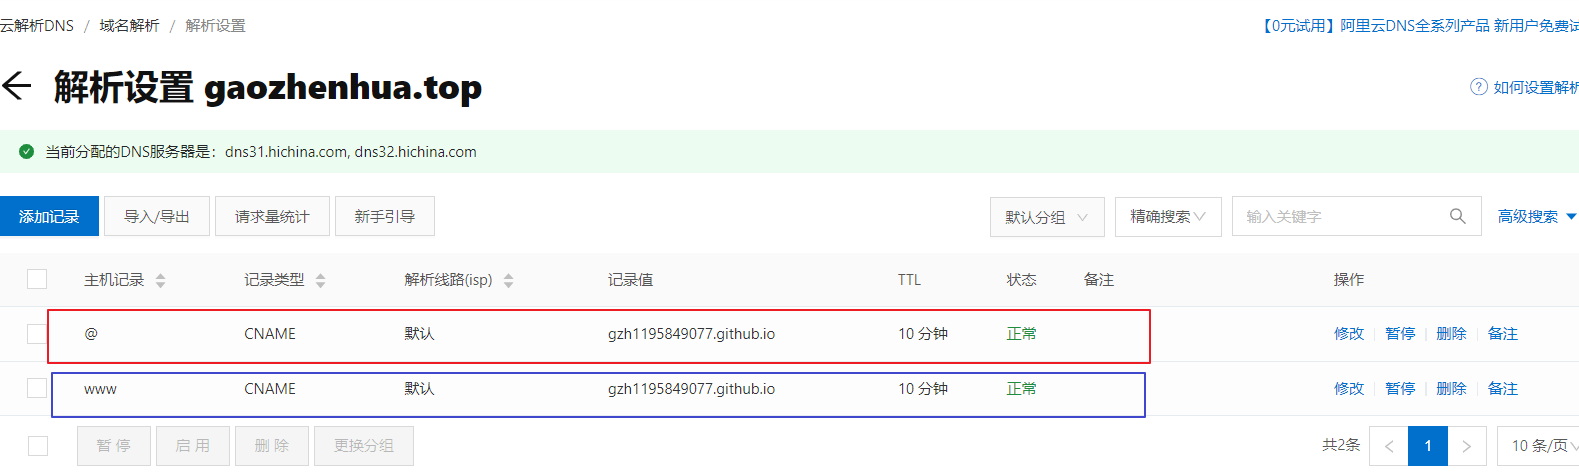 云解析DNS / 域名解析 / 解析设置
【0元试用】阿里云DNS全系列产品 新用户免费试
← 解析设置 gaozhenhua.top
? 如何设置解析
当前分配的DNS服务器是：dns31.hichina.com, dns32.hichina.com
添加记录 导入/导出 请求量统计 新手引导 默认分组 精确搜索 输入关键字 高级搜索
主机记录 记录类型 解析线路(isp) 记录值 TTL 状态 备注 操作
@ CNAME 默认 gzh1195849077.github.io 10 分钟 正常 修改 暂停 删除 备注
www CNAME 默认 gzh1195849077.github.io 10 分钟 正常 修改 暂停 删除 备注
暂停 启用 删除 更换分组 共2条 < 1 > 10 条/页